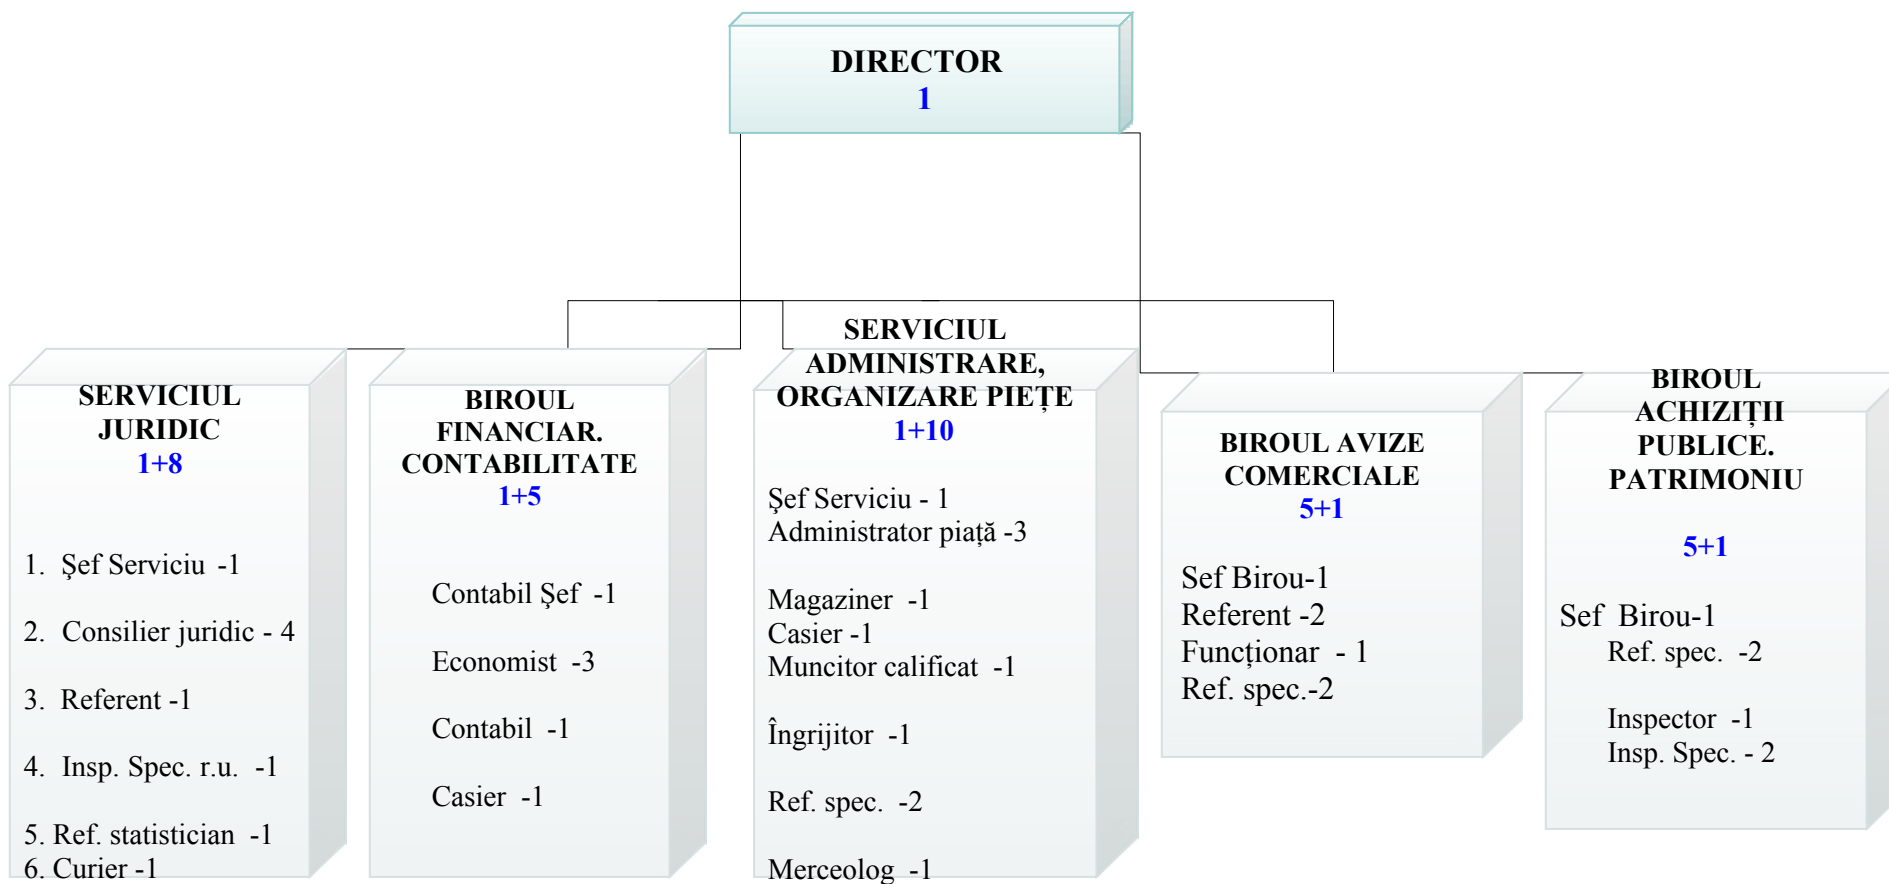 DIRECTOR
1
SERVICIUL
JURIDIC
1+8
1. Şef Serviciu -1
2. Consilier juridic - 4
3. Referent -1
4. Insp. Spec. r.u. -1
5. Ref. statistician -1
6. Curier -1
BIROUL
FINANCIAR.
CONTABILITATE
1+5
Contabil Şef -1
Economist -3
Contabil -1
Casier -1
SERVICIUL
ADMINISTRARE,
ORGANIZARE PIEȚE
1+10
Şef Serviciu - 1
Administrator piață -3
Magaziner -1
Casier -1
Muncitor calificat -1
Îngrijitor -1
Ref. spec. -2
Merceolog -1
BIROUL AVIZE
COMERCIALE
5+1
Sef Birou-1
Referent -2
Funcționar - 1
Ref. spec.-2
BIROUL
ACHIZIȚII
PUBLICE.
PATRIMONIU
5+1
Sef Birou-1
Ref. spec. -2
Inspector -1
Insp. Spec. - 2